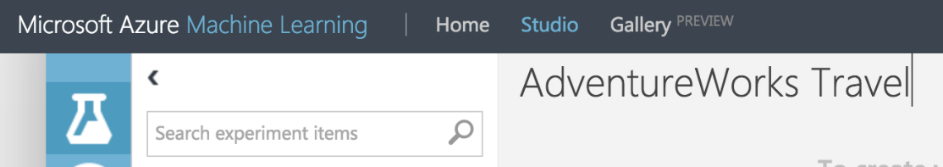 Microsoft Azure Machine Learning | Home Studio Gallery PREVIEW
AdventureWorks Travel
Search experiment items